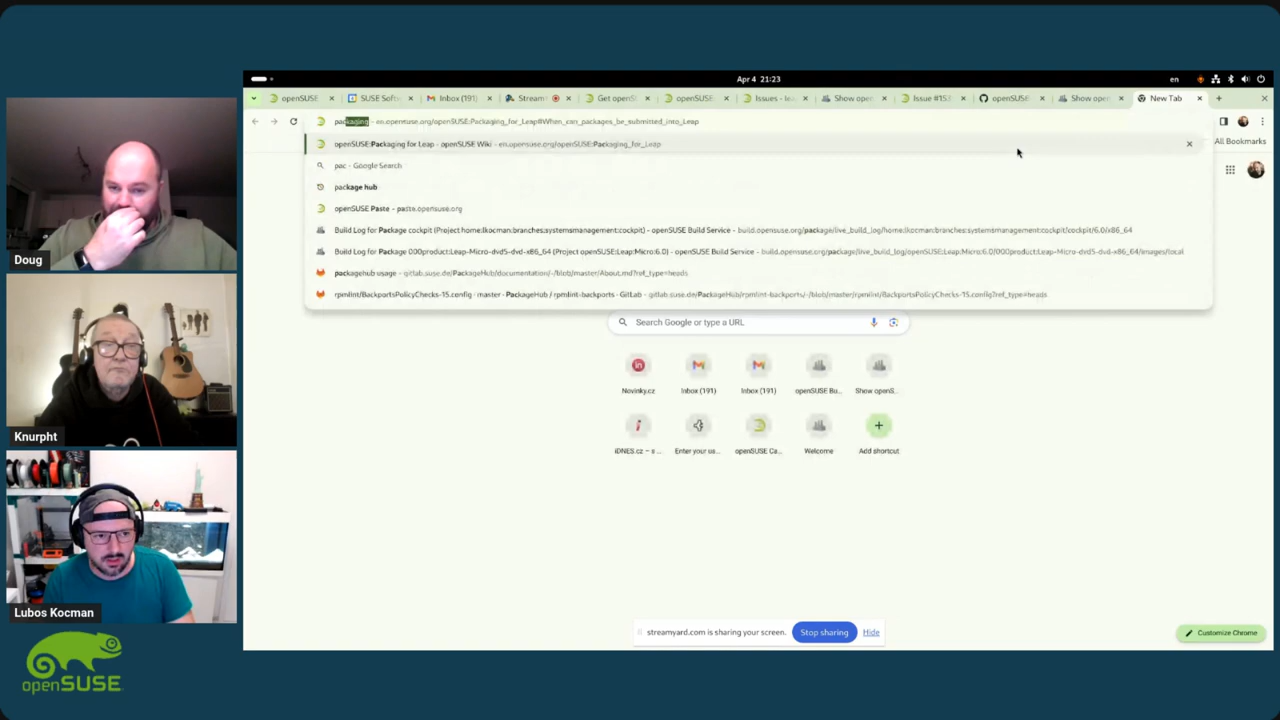 Apr 4 21:23
en
openSUSE
SUSE Soft
Inbox (191)
Stream
Get openS
openSUSE
Issues - lea
Show open
Issue #153
openSUSE
Show open
New Tab
packaging - en.opensuse.org/openSUSE:Packaging_for_Leap#When_can_packages_be_submitted_into_Leap
openSUSE:Packaging for Leap - openSUSE Wiki - en.opensuse.org/openSUSE:Packaging_for_Leap
All Bookmarks
pac - Google Search
package hub
openSUSE Paste - paste.opensuse.org
Build Log for Package cockpit (Project home:lkocman:branches:systemsmanagement:cockpit) - openSUSE Build Service - build.opensuse.org/package/live_build_log/home:lkocman:branches:systemsmanagement:cockpit/cockpit/6.0/x86_64
Build Log for Package 000product:Leap-Micro-dvd5-dvd-x86_64 (Project openSUSE:Leap:Micro:6.0) - openSUSE Build Service - build.opensuse.org/package/live_build_log/openSUSE:Leap:Micro:6.0/000product:Leap-Micro-dvd5-dvd-x86_64/images/local
packagehub usage - gitlab.suse.de/PackageHub/documentation/-/blob/master/About.md?ref_type=heads
rpmlint/BackportsPolicyChecks-15.config · master · PackageHub / rpmlint-backports · GitLab - gitlab.suse.de/PackageHub/rpmlint-backports/-/blob/master/rpmlint/BackportsPolicyChecks-15.config?ref_type=heads
Search Google or type a URL
Novinky.cz
Inbox (191)
Inbox (191)
openSUSE Bu...
Show openS...
iDNES.cz – s ...
Enter your us...
openSUSE Ca...
Welcome
Add shortcut
streamyard.com is sharing your screen.
Stop sharing
Hide
Customize Chrome
Doug
Knurpht
Lubos Kocman
openSUSE